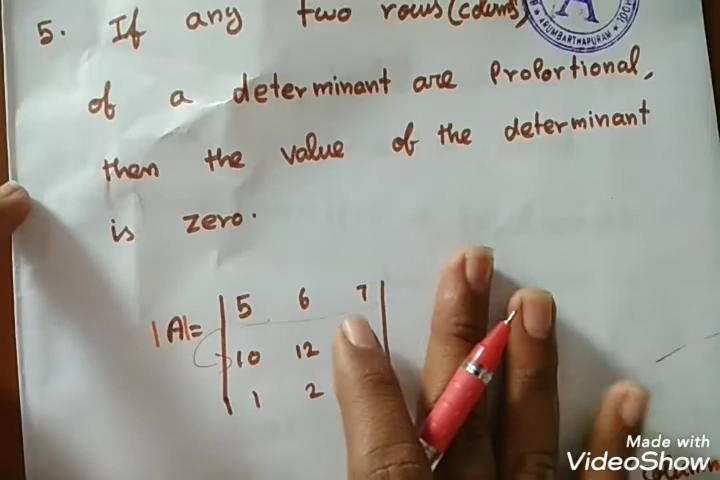 5. If any two rows(colums)
of a determinant are Proportional,
then the value of the determinant
is zero.
|A|= 5 6 7
10 12
1 2
ARUMBARTHAPURAM
Made with
VideoShow